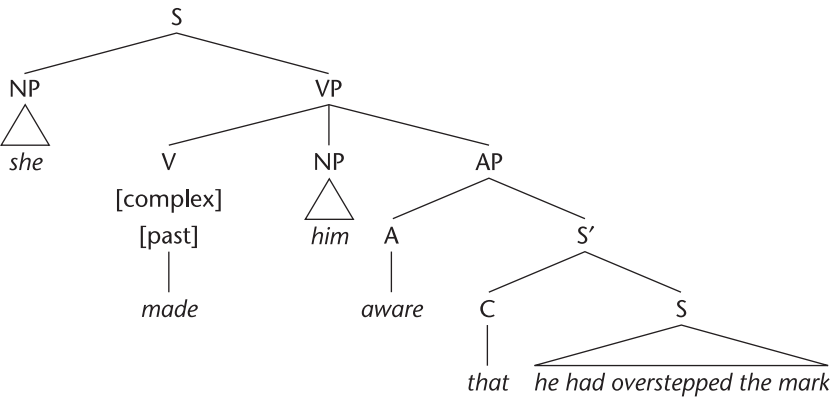 S
NP VP
she V NP AP
[complex]
[past] him A S′
made aware C S
that he had overstepped the mark